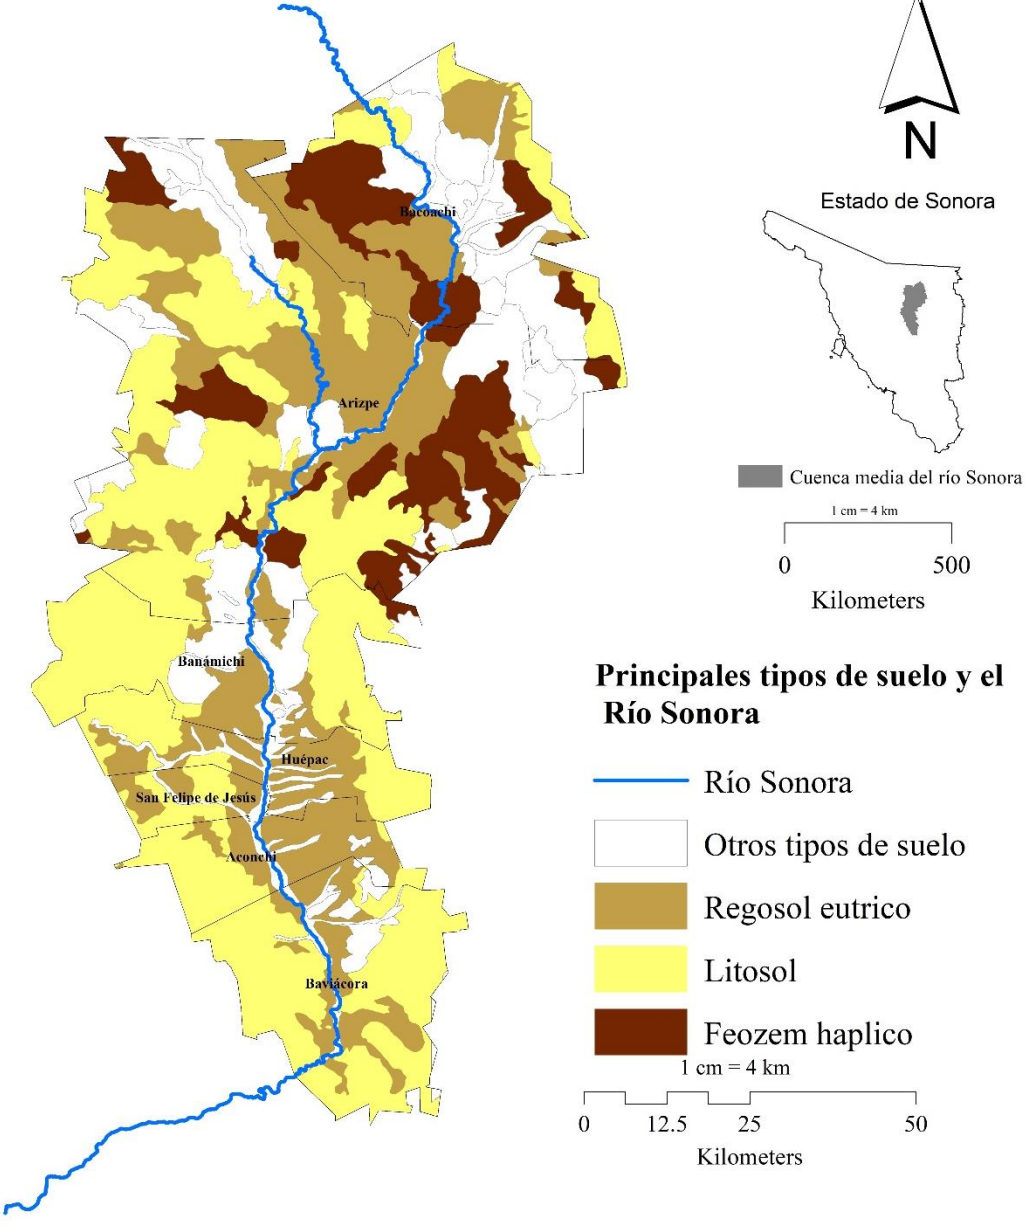 N
Estado de Sonora
Bacoachi
Arizpe
Cuenca media del río Sonora
1 cm = 4 km
0 500
Kilometers
Banámichi
Huépac
San Felipe de Jesús
Aconchi
Baviácora
Principales tipos de suelo y el
Río Sonora
Río Sonora
Otros tipos de suelo
Regosol eutrico
Litosol
Feozem haplico
1 cm = 4 km
0 12.5 25 50
Kilometers